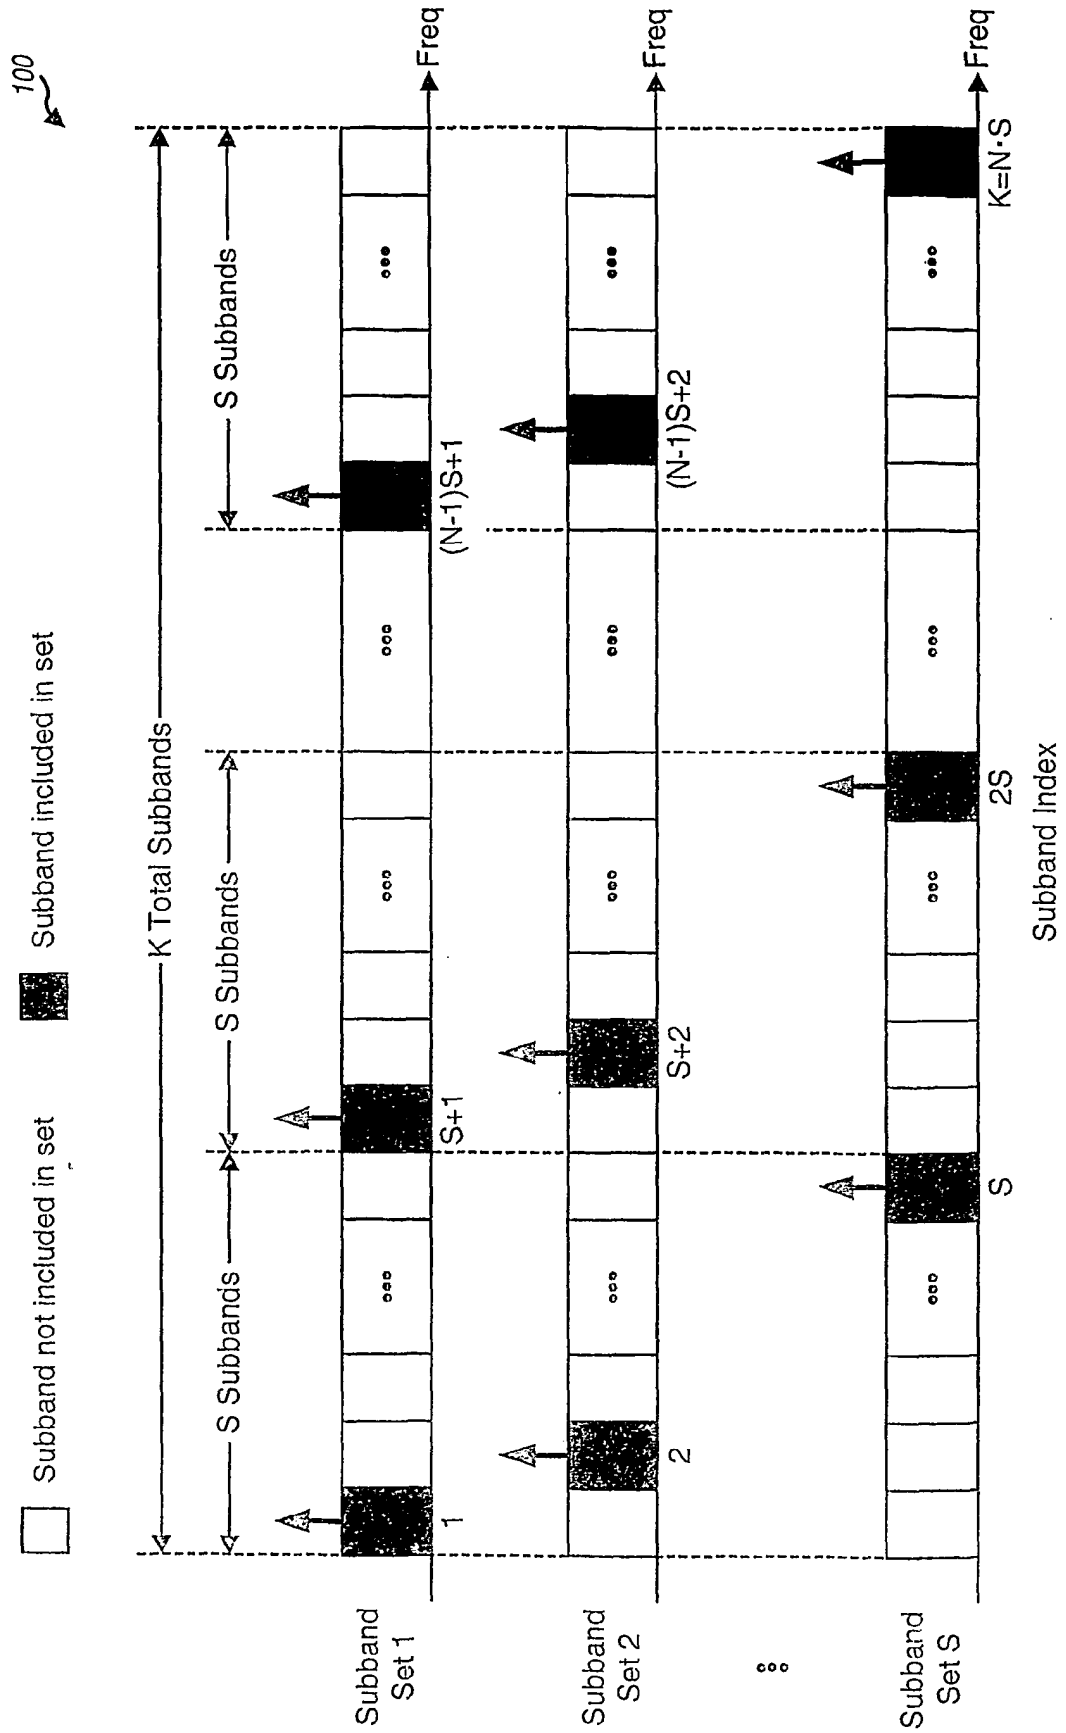 100
Subband not included in set
Subband included in set
K Total Subbands
S Subbands
S Subbands
S Subbands
Subband
Set 1
1
S+1
(N-1)S+1
Freq
Subband
Set 2
2
S+2
(N-1)S+2
Freq
Subband
Set S
S
2S
K=N·S
Freq
Subband Index